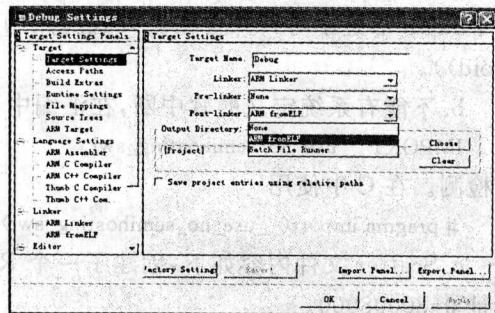 Debug Settings
Target Settings Panels
Target
Target Settings
Access Paths
Build Extras
Runtime Settings
File Mappings
Source Trees
ARM Target
Language Settings
ARM Assembler
ARM C Compiler
ARM C++ Compiler
Thumb C Compiler
Thumb C++ Com..
Linker
ARM Linker
ARM fromELF
Editor
Target Settings
Target Name: Debug
Linker: ARM Linker
Pre-linker: None
Post-linker: ARM fromELF
None
ARM fromELF
Batch File Runner
Output Directory:
{Project}
Choose
Clear
Save project entries using relative paths
Factory Settings
Revert
Import Panel...
Export Panel...
OK
Cancel
Apply